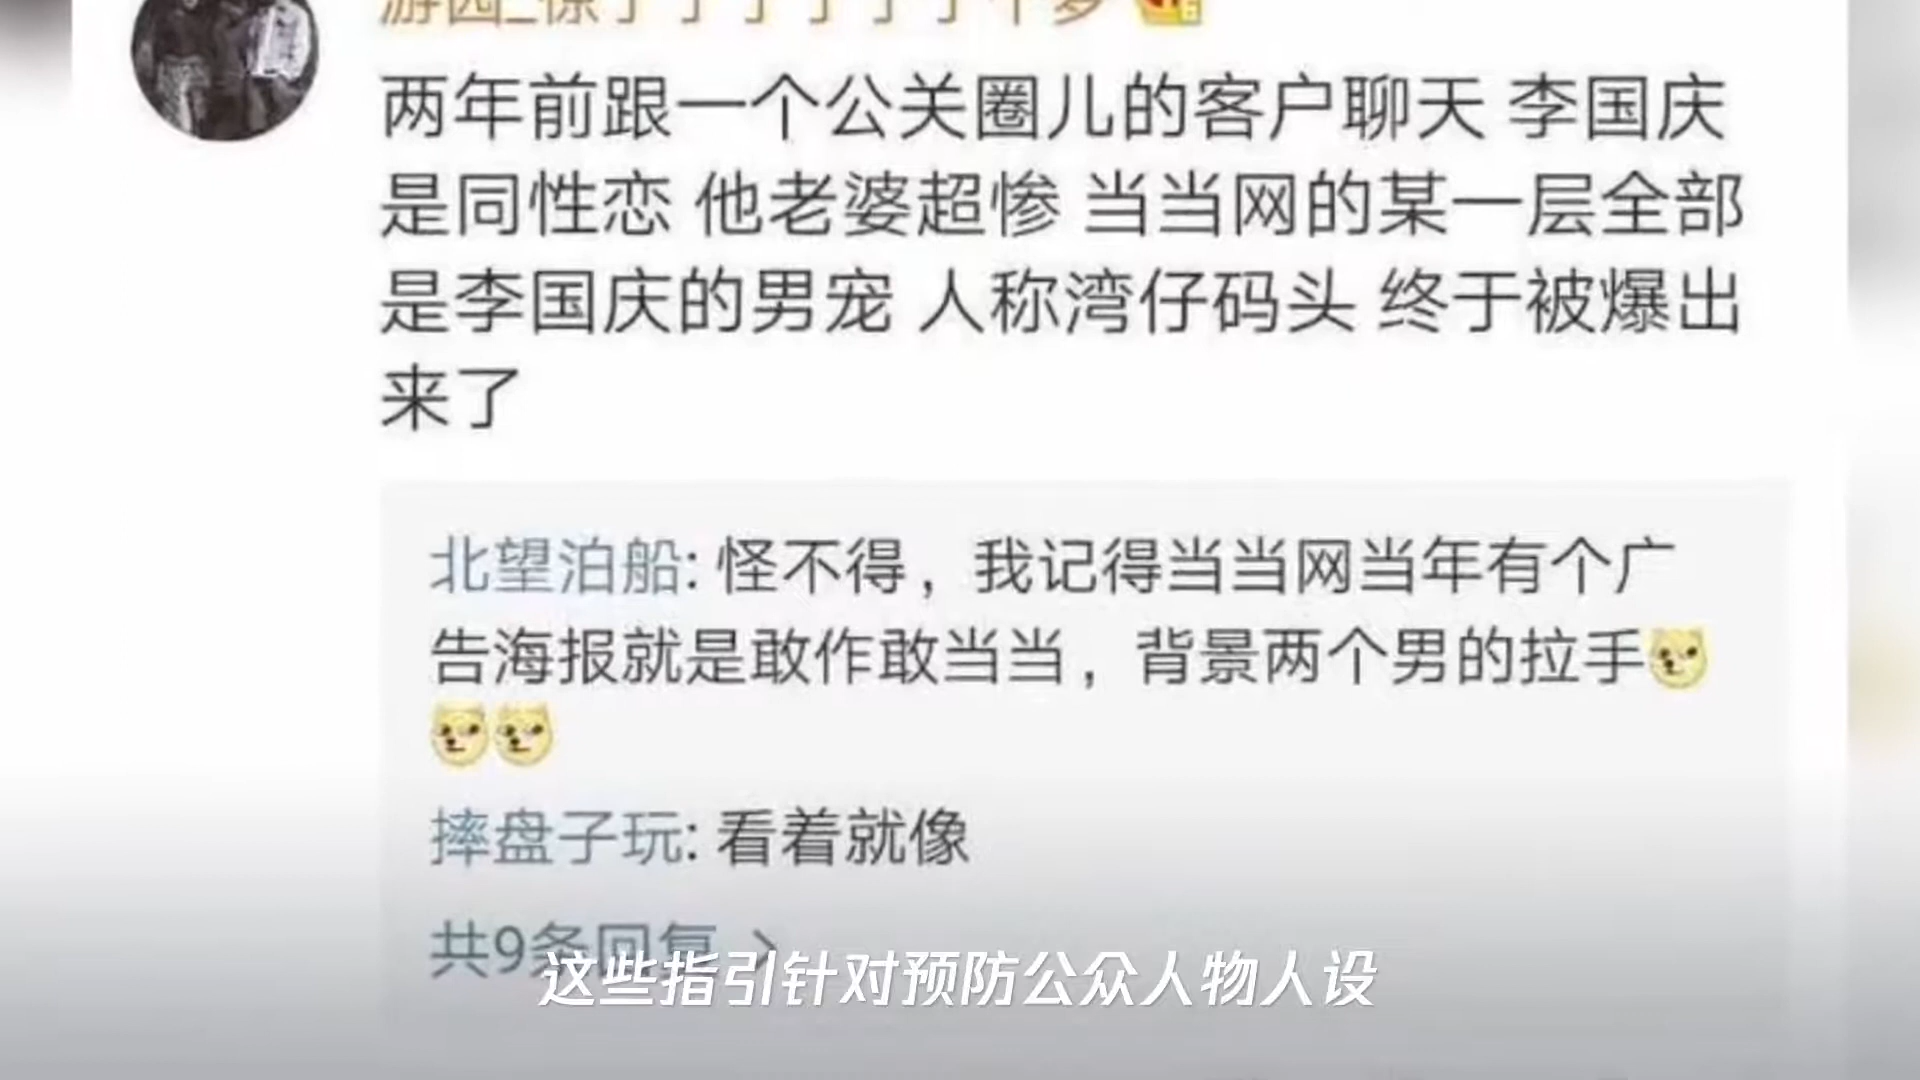 两年前跟一个公关圈儿的客户聊天 李国庆
是同性恋 他老婆超惨 当当网的某一层全部
是李国庆的男宠 人称湾仔码头 终于被爆出
来了
北望泊船: 怪不得，我记得当当网当年有个广
告海报就是敢作敢当当，背景两个男的拉手
摔盘子玩: 看着就像
共9条回复 >
这些指引针对预防公众人物人设